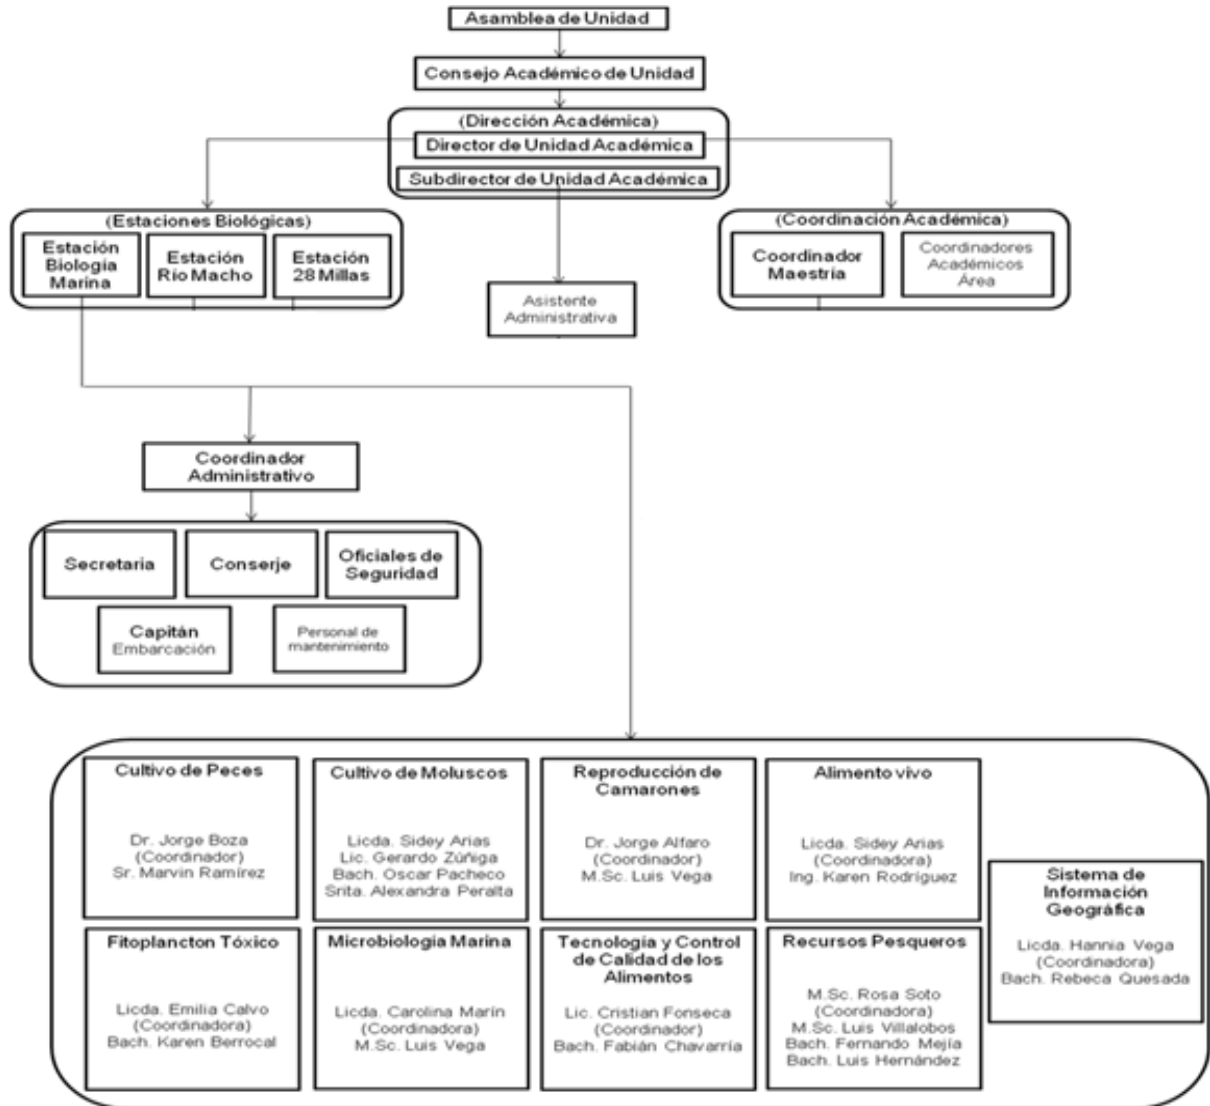 Asamblea de Unidad
Consejo Académico de Unidad
(Dirección Académica)
Director de Unidad Académica
Subdirector de Unidad Académica
(Estaciones Biológicas)
Estación
Biología
Marina
Estación
Río Macho
Estación
28 Millas
Asistente
Administrativa
(Coordinación Académica)
Coordinador
Maestría
Coordinadores
Académicos
Área
Coordinador
Administrativo
Secretaria
Conserje
Oficiales de
Seguridad
Capitán
Embarcación
Personal de
mantenimiento
Cultivo de Peces
Dr. Jorge Boza
(Coordinador)
Sr. Marvin Ramírez
Cultivo de Moluscos
Licda. Sidey Arias
Lic. Gerardo Zúñiga
Bach. Oscar Pacheco
Srita. Alexandra Peralta
Reproducción de
Camarones
Dr. Jorge Alfaro
(Coordinador)
M.Sc. Luis Vega
Alimento vivo
Licda. Sidey Arias
(Coordinadora)
Ing. Karen Rodríguez
Sistema de
Información
Geográfica
Licda. Hannia Vega
(Coordinadora)
Bach. Rebeca Quesada
Fitoplancton Tóxico
Licda. Emilia Calvo
(Coordinadora)
Bach. Karen Berrocal
Microbiología Marina
Licda. Carolina Marín
(Coordinadora)
M.Sc. Luis Vega
Tecnología y Control
de Calidad de los
Alimentos
Lic. Cristian Fonseca
(Coordinador)
Bach. Fabián Chavarría
Recursos Pesqueros
M.Sc. Rosa Soto
(Coordinadora)
M.Sc. Luis Villalobos
Bach. Fernando Mejía
Bach. Luis Hernández